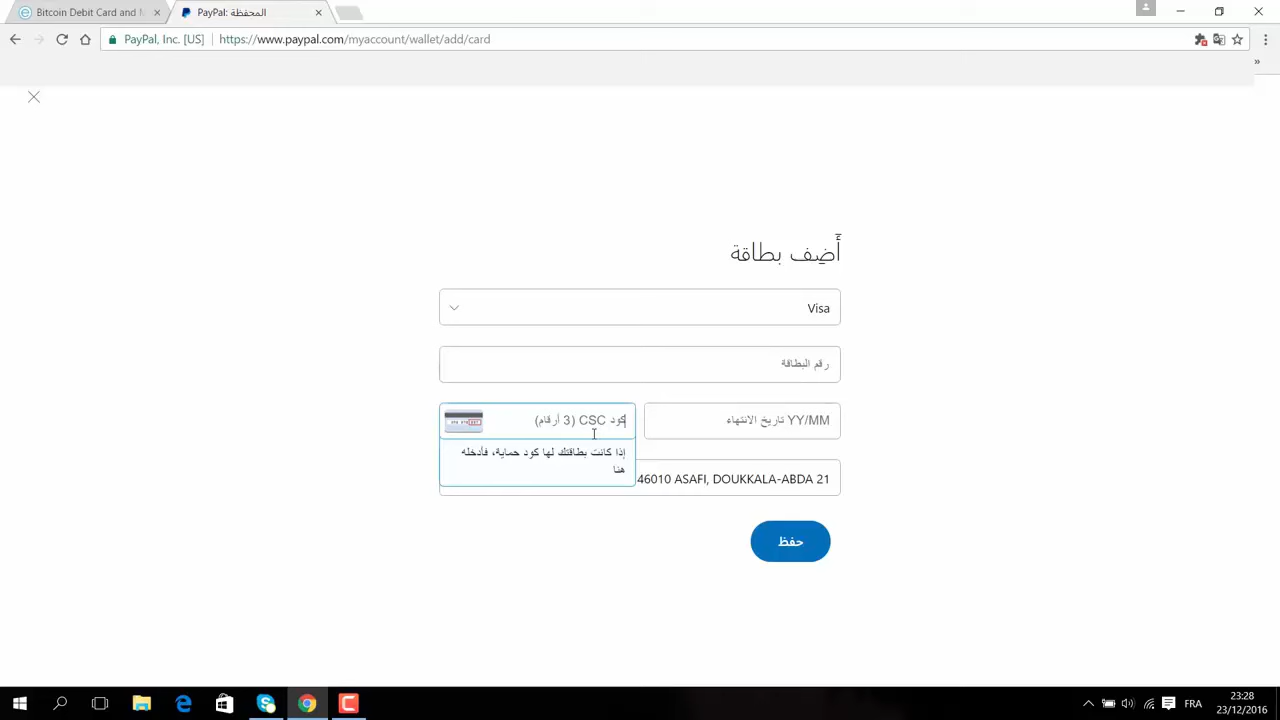 Bitcoin Debit Card and
PayPal: المحفظة
PayPal, Inc. [US]
https://www.paypal.com/myaccount/wallet/add/card
»
أَضِف بطاقة
Visa
رقم البطاقة
YY/MM تاريخ الانتهاء
كود CSC (3 أرقام)
إذا كانت بطاقتك لها كود حماية، فأدخله
هنا
46010 ASAFI, DOUKKALA-ABDA 21
حفظ
FRA
23:28
23/12/2016